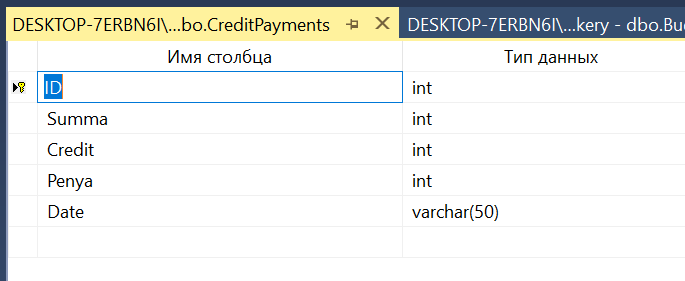 DESKTOP-7ERBN6I\...bo.CreditPayments DESKTOP-7ERBN6I\...kery - dbo.Bu
Имя столбца Тип данных
ID int
Summa int
Credit int
Penya int
Date varchar(50)